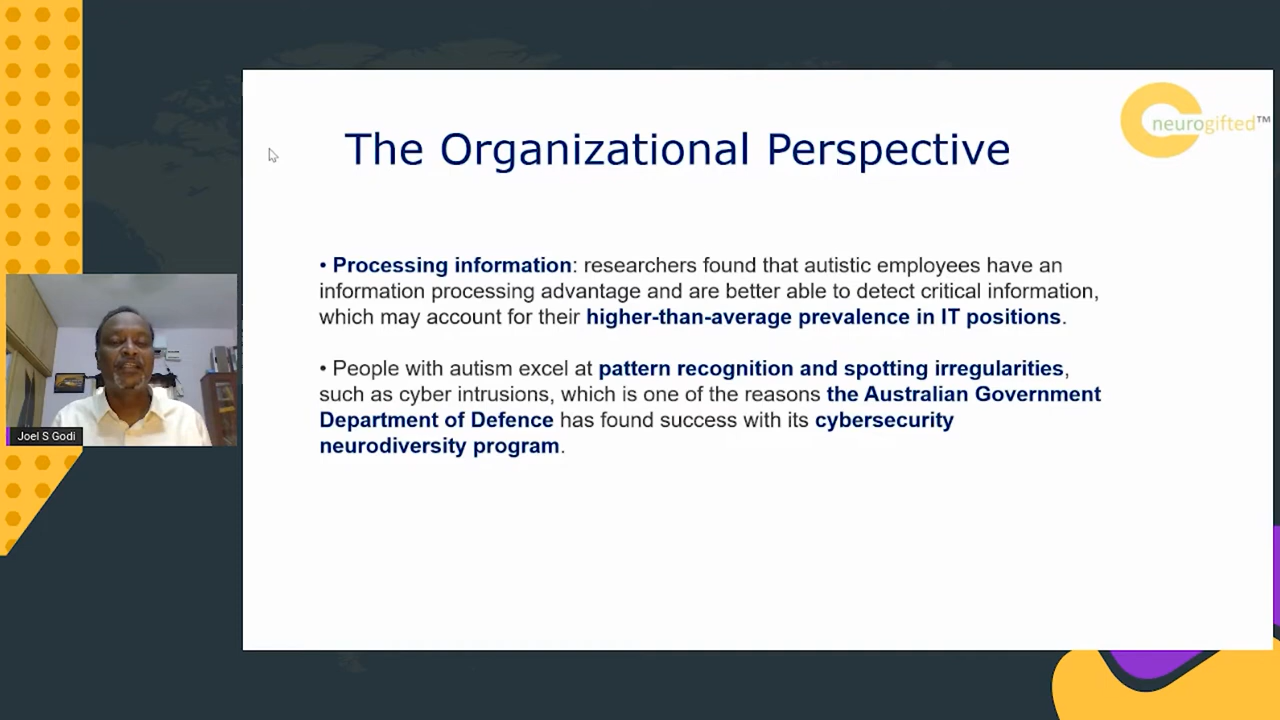 neurogifted™
The Organizational Perspective
• Processing information: researchers found that autistic employees have an
information processing advantage and are better able to detect critical information,
which may account for their higher-than-average prevalence in IT positions.
• People with autism excel at pattern recognition and spotting irregularities,
such as cyber intrusions, which is one of the reasons the Australian Government
Department of Defence has found success with its cybersecurity
neurodiversity program.
Joel S Godi